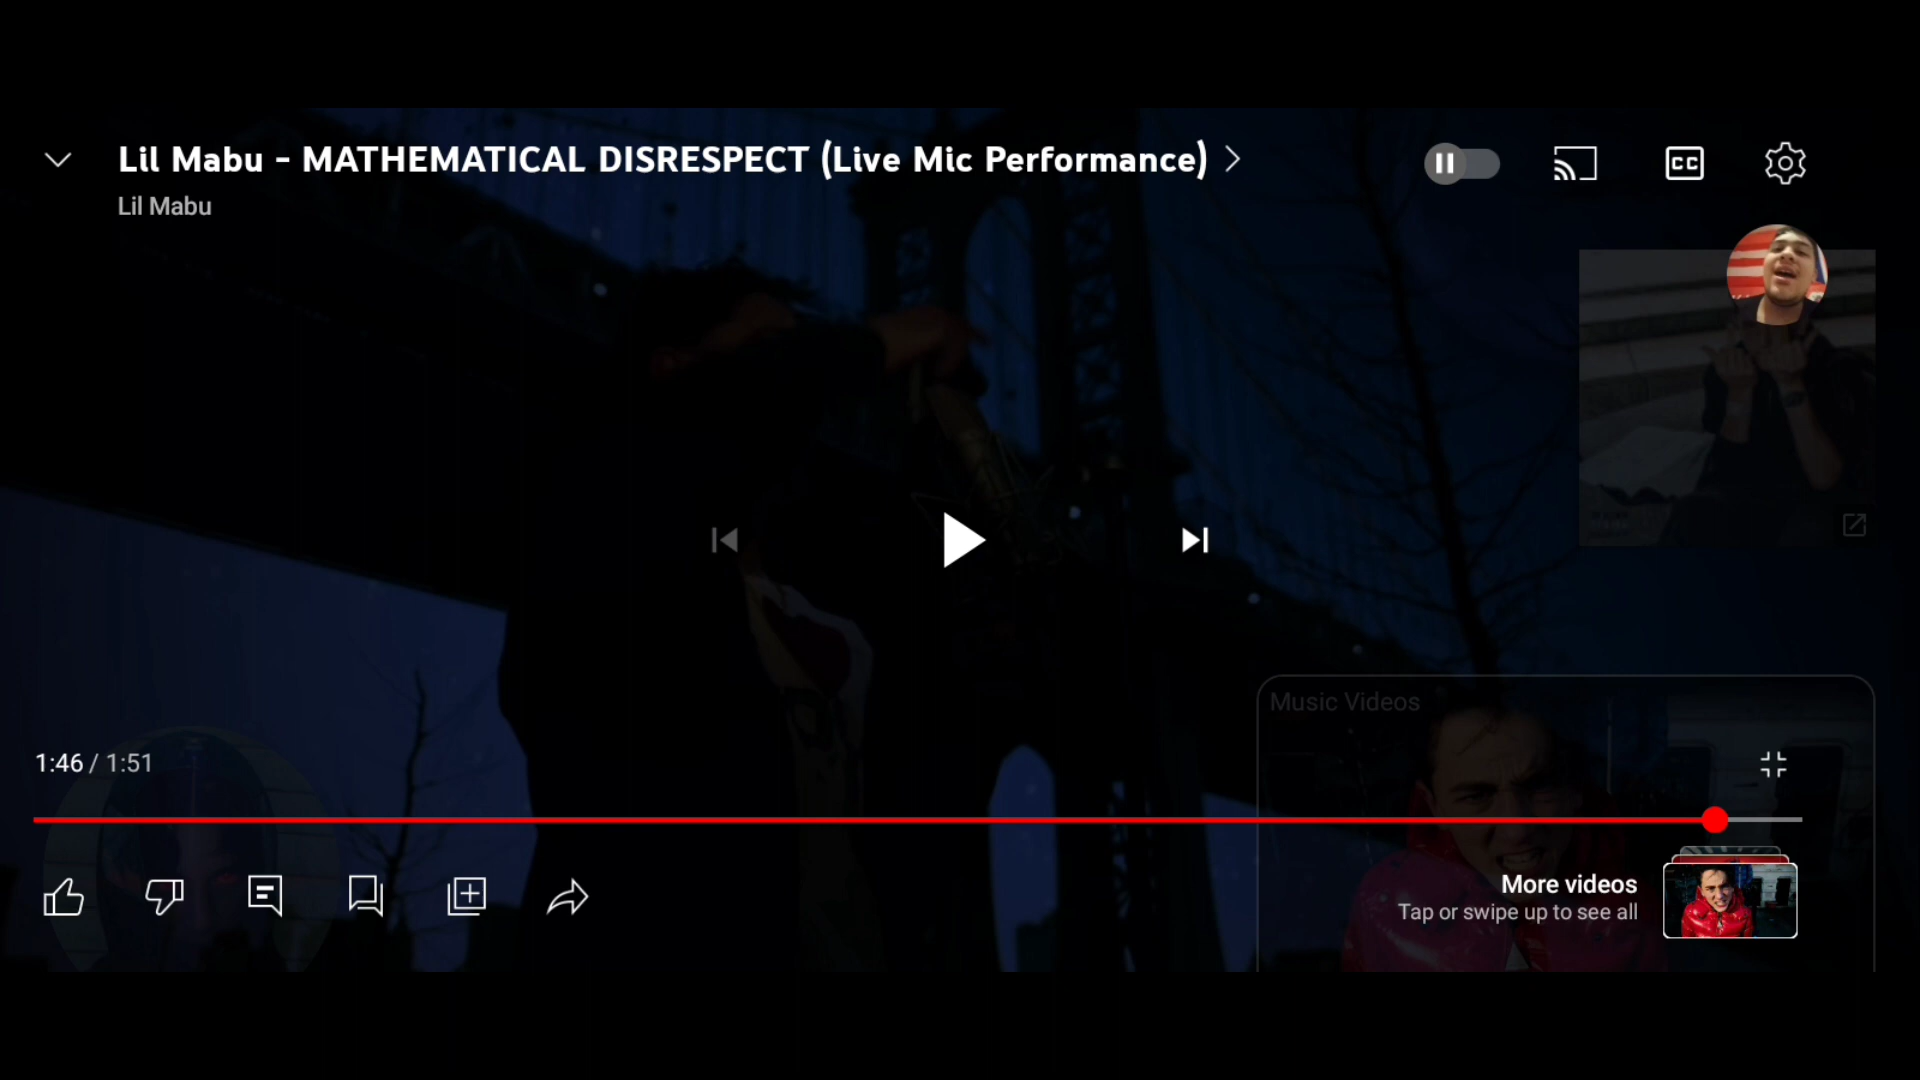 Lil Mabu - MATHEMATICAL DISRESPECT (Live Mic Performance)
Lil Mabu
CC
Music Videos
1:46 / 1:51
More videos
Tap or swipe up to see all